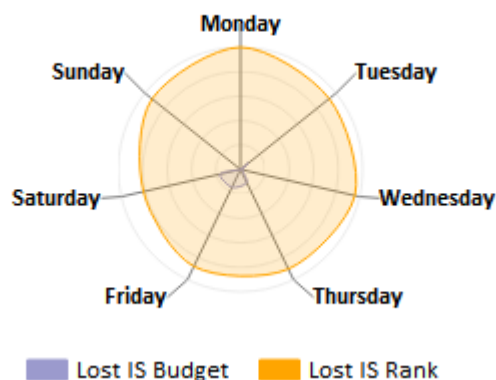 Monday
Sunday
Tuesday
Saturday
Wednesday
Friday
Thursday
Lost IS Budget
Lost IS Rank